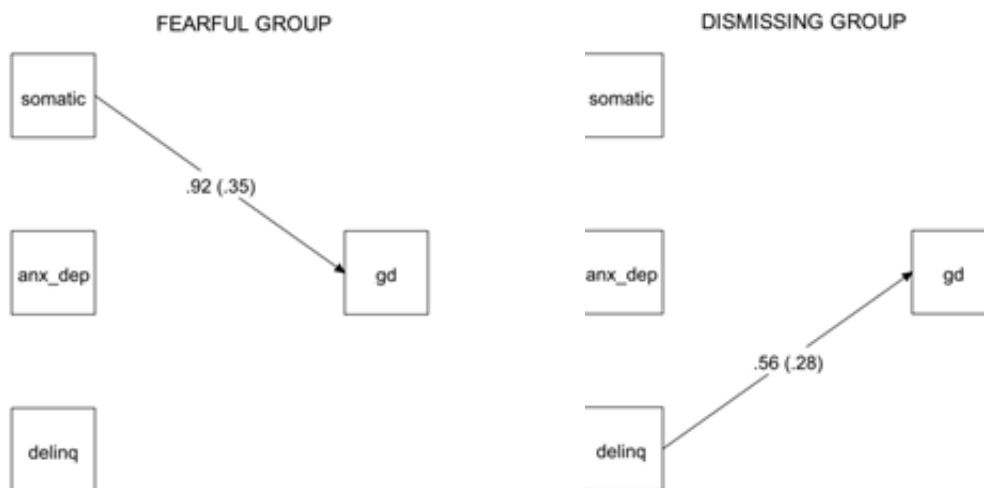 FEARFUL GROUP
somatic
.92 (.35)
anx_dep
gd
delinq
DISMISSING GROUP
somatic
anx_dep
gd
.56 (.28)
delinq